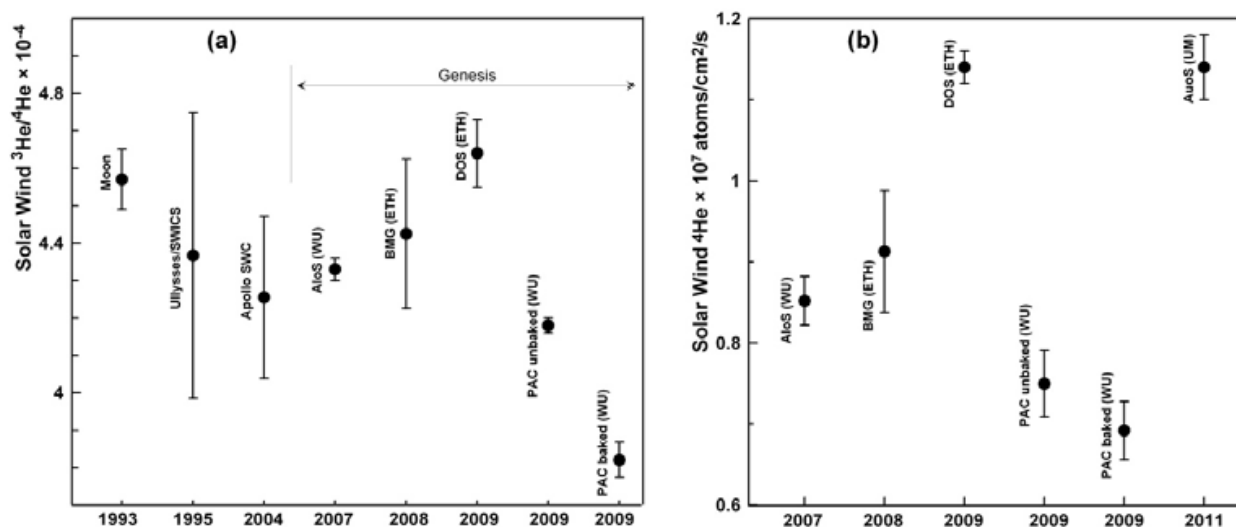 (a)
Genesis
Solar Wind ³He/⁴He × 10⁻⁴
4.8
4.4
4
Moon
Ullysses/SWICS
Apollo SWC
AloS (WU)
BMG (ETH)
DOS (ETH)
PAC unbaked (WU)
PAC baked (WU)
1993 1995 2004 2007 2008 2009 2009 2009
(b)
Solar Wind ⁴He × 10⁷ atoms/cm²/s
1.2
1
0.8
0.6
AloS (WU)
BMG (ETH)
DOS (ETH)
PAC unbaked (WU)
PAC baked (WU)
AuoS (UM)
2007 2008 2009 2009 2009 2011